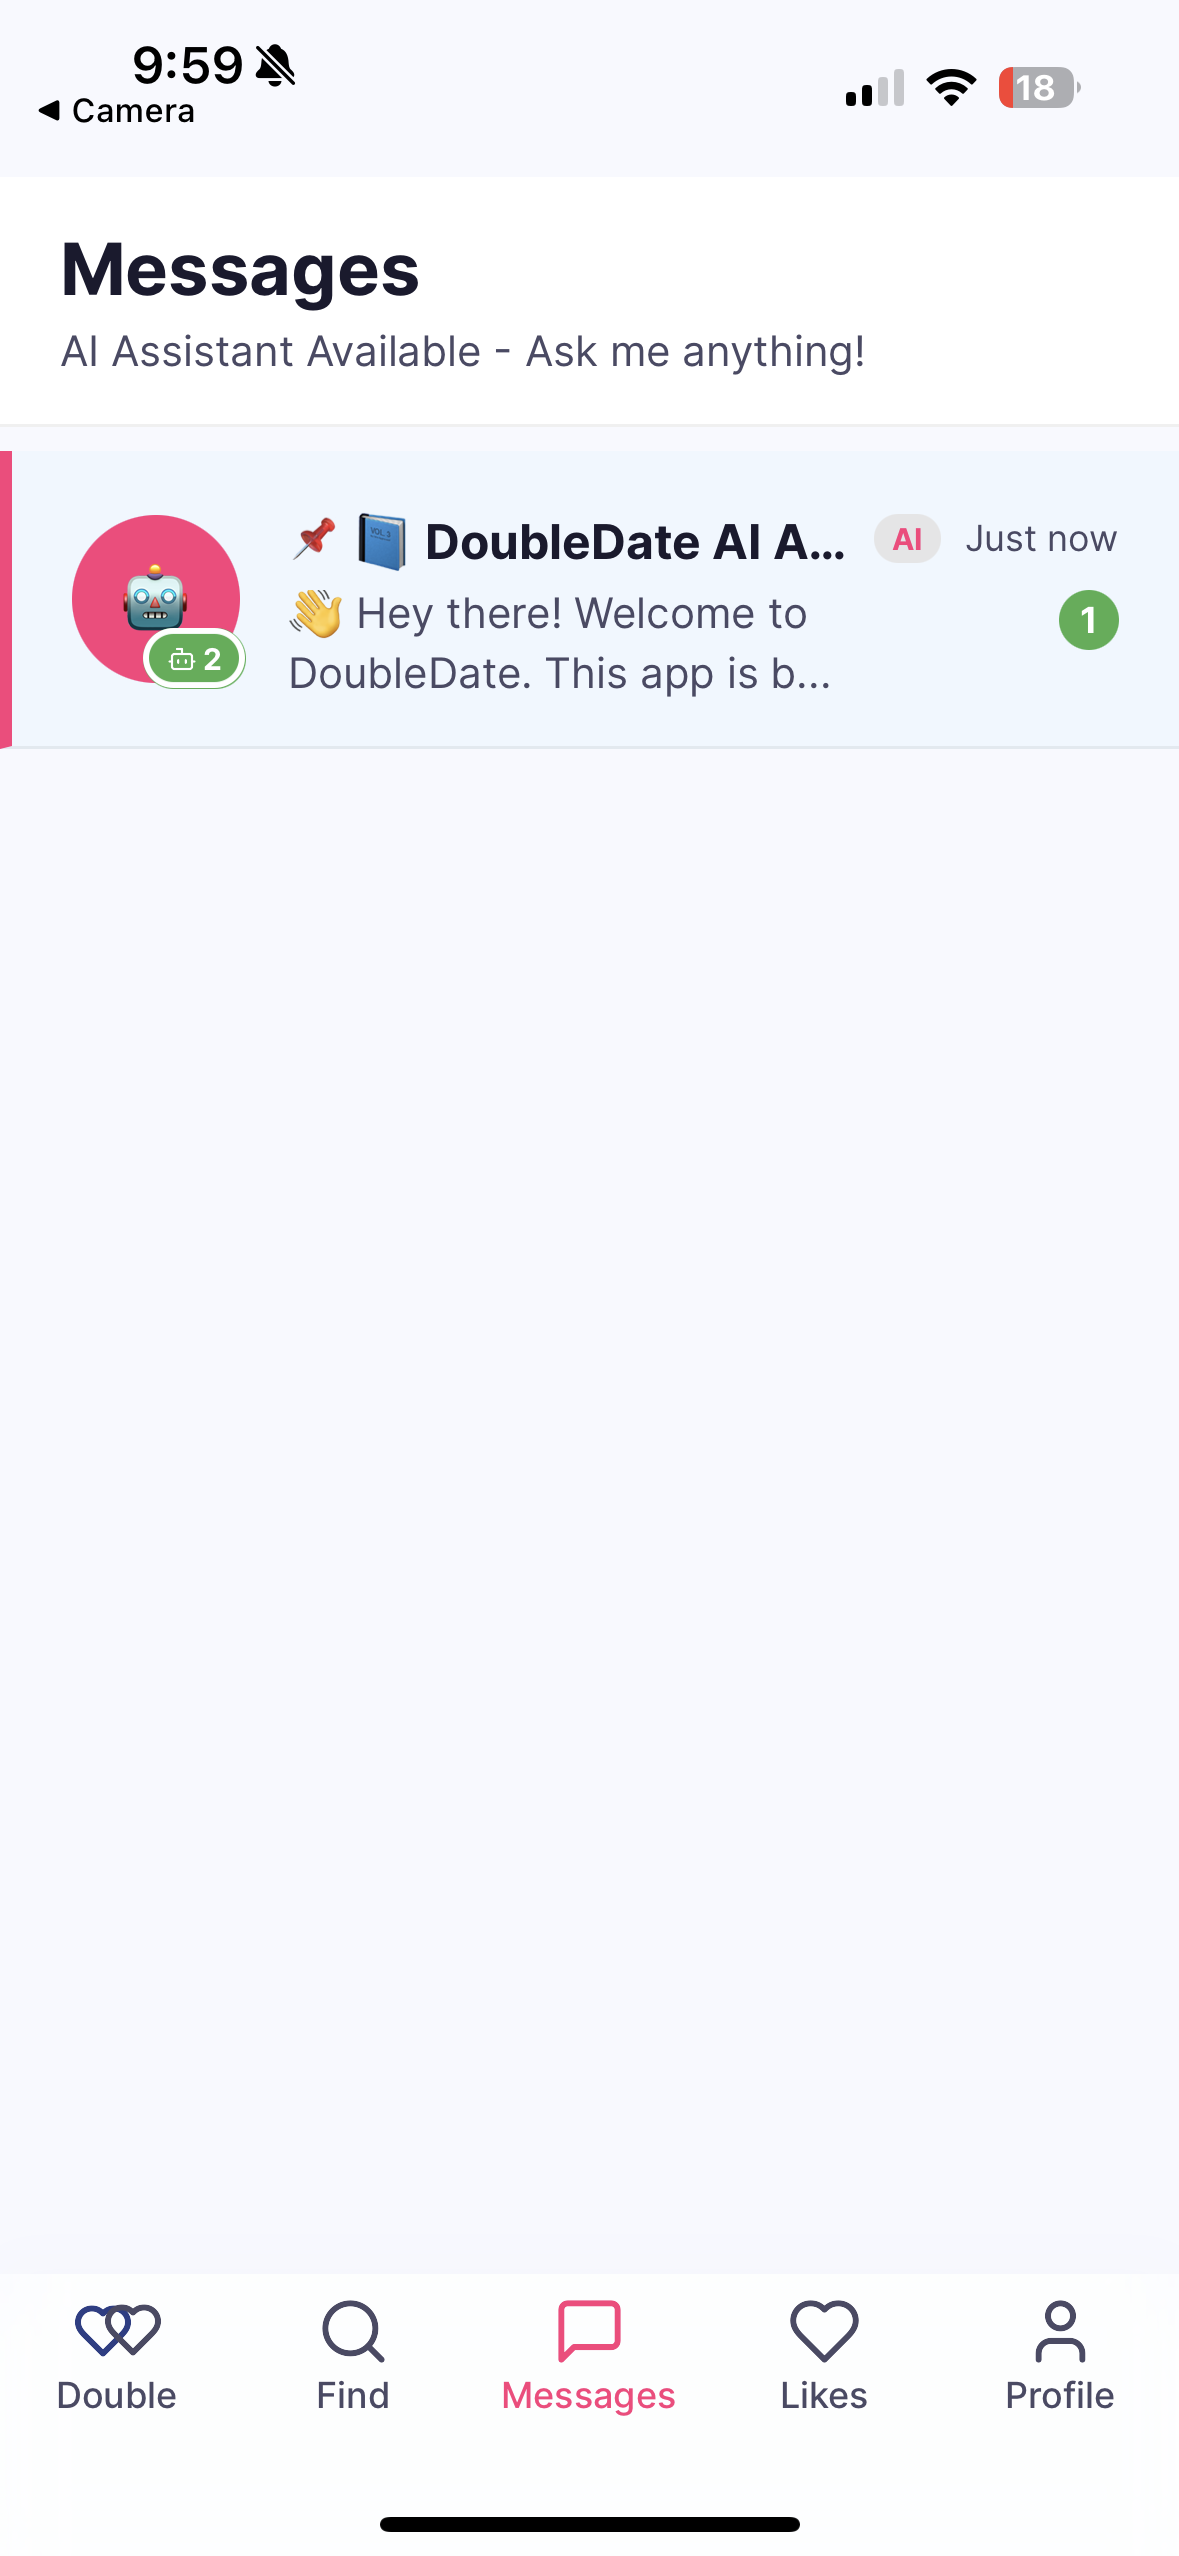 9:59
Camera
18
Messages
AI Assistant Available - Ask me anything!
📌 📘 DoubleDate AI A... AI Just now
👋 Hey there! Welcome to
DoubleDate. This app is b...
1
2
Double Find Messages Likes Profile